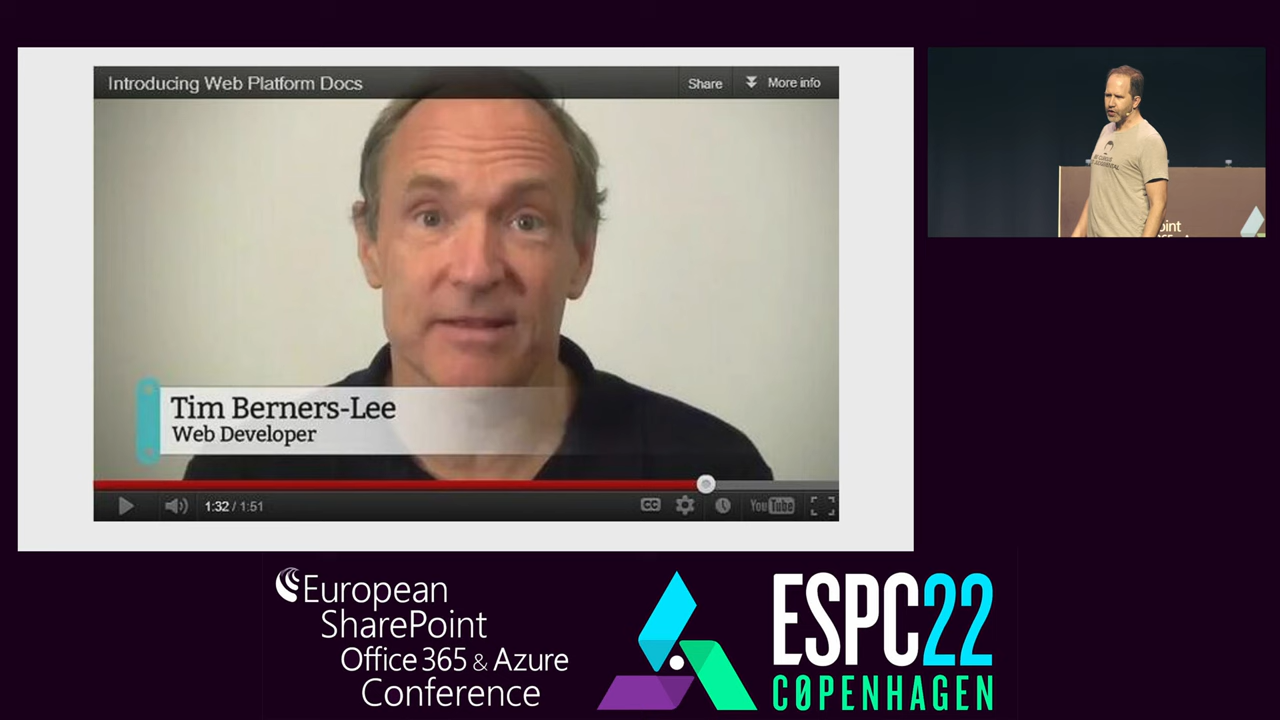 Introducing Web Platform Docs
Share
More info
Tim Berners-Lee
Web Developer
1:32 / 1:51
CC
YouTube
European
SharePoint
Office 365 & Azure
Conference
ESPC22
CØPENHAGEN